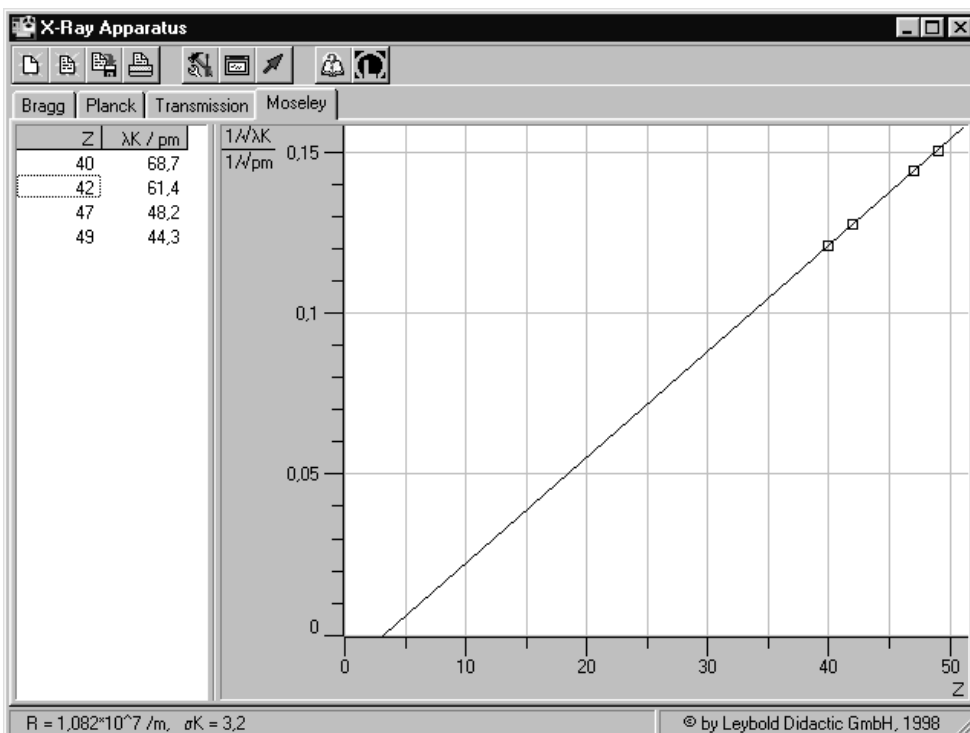 X-Ray Apparatus
Bragg Planck Transmission Moseley
Z λK / pm
40 68,7
42 61,4
47 48,2
49 44,3
1/√λK
1/√pm
0,15
0,1
0,05
0
0 10 20 30 40 50
Z
R = 1,082*10^7 /m, σK = 3,2
© by Leybold Didactic GmbH, 1998